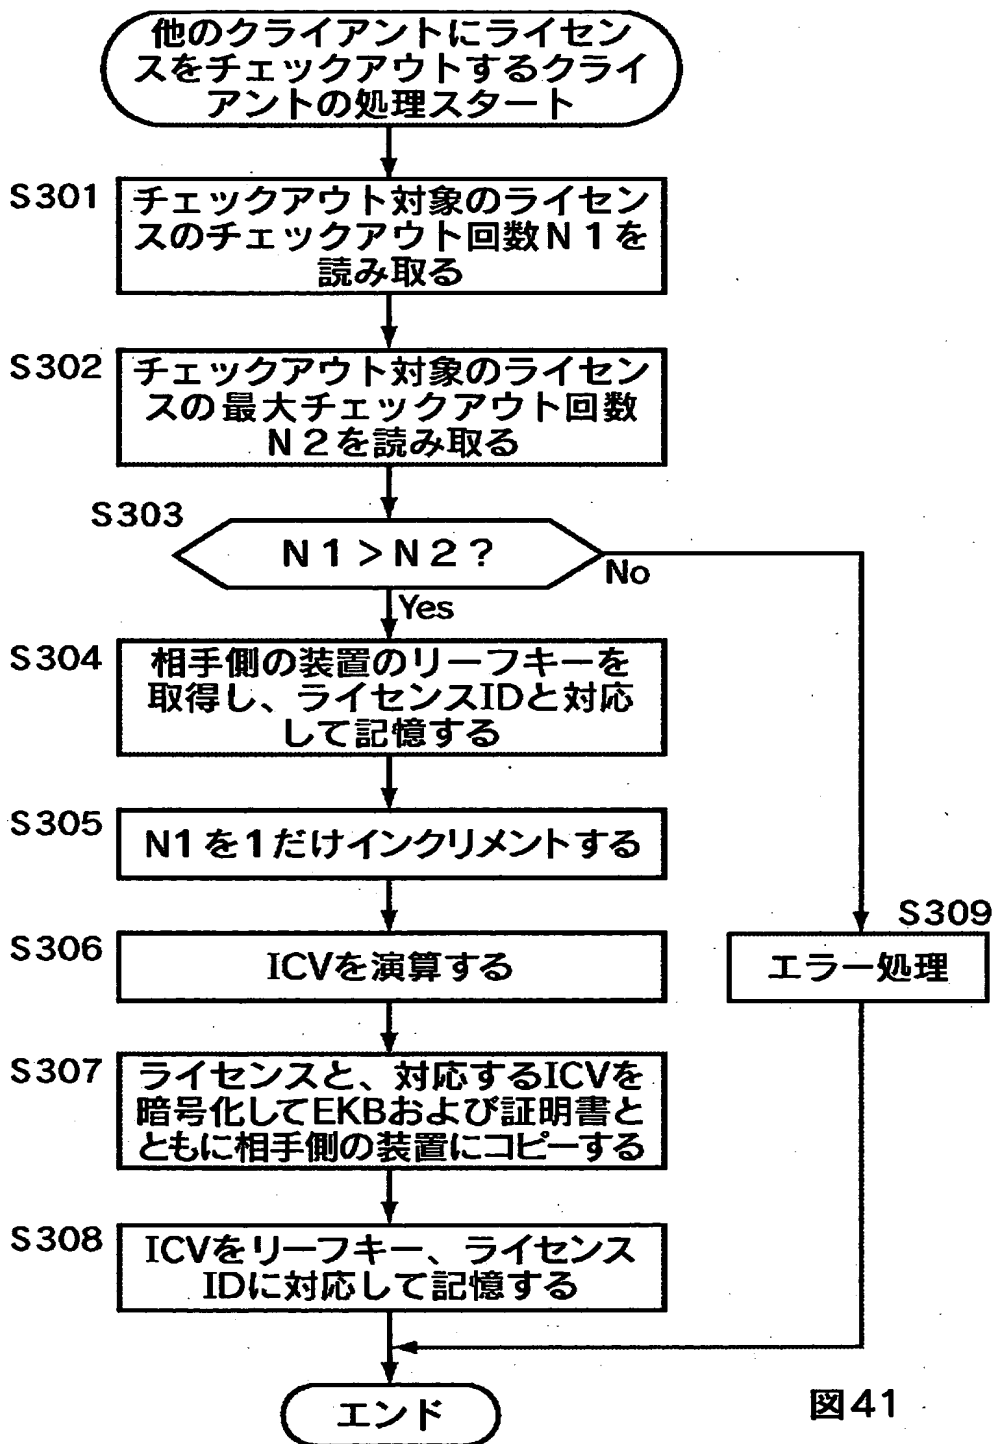 他のクライアントにライセン
スをチェックアウトするクライ
アントの処理スタート
S301
チェックアウト対象のライセン
スのチェックアウト回数N1を
読み取る
S302
チェックアウト対象のライセン
スの最大チェックアウト回数
N2を読み取る
S303
N1>N2?
No
Yes
S304
相手側の装置のリーフキーを
取得し、ライセンスIDと対応
して記憶する
S305
N1を1だけインクリメントする
S306
ICVを演算する
S309
エラー処理
S307
ライセンスと、対応するICVを
暗号化してEKBおよび証明書と
ともに相手側の装置にコピーする
S308
ICVをリーフキー、ライセンス
IDに対応して記憶する
エンド
図41